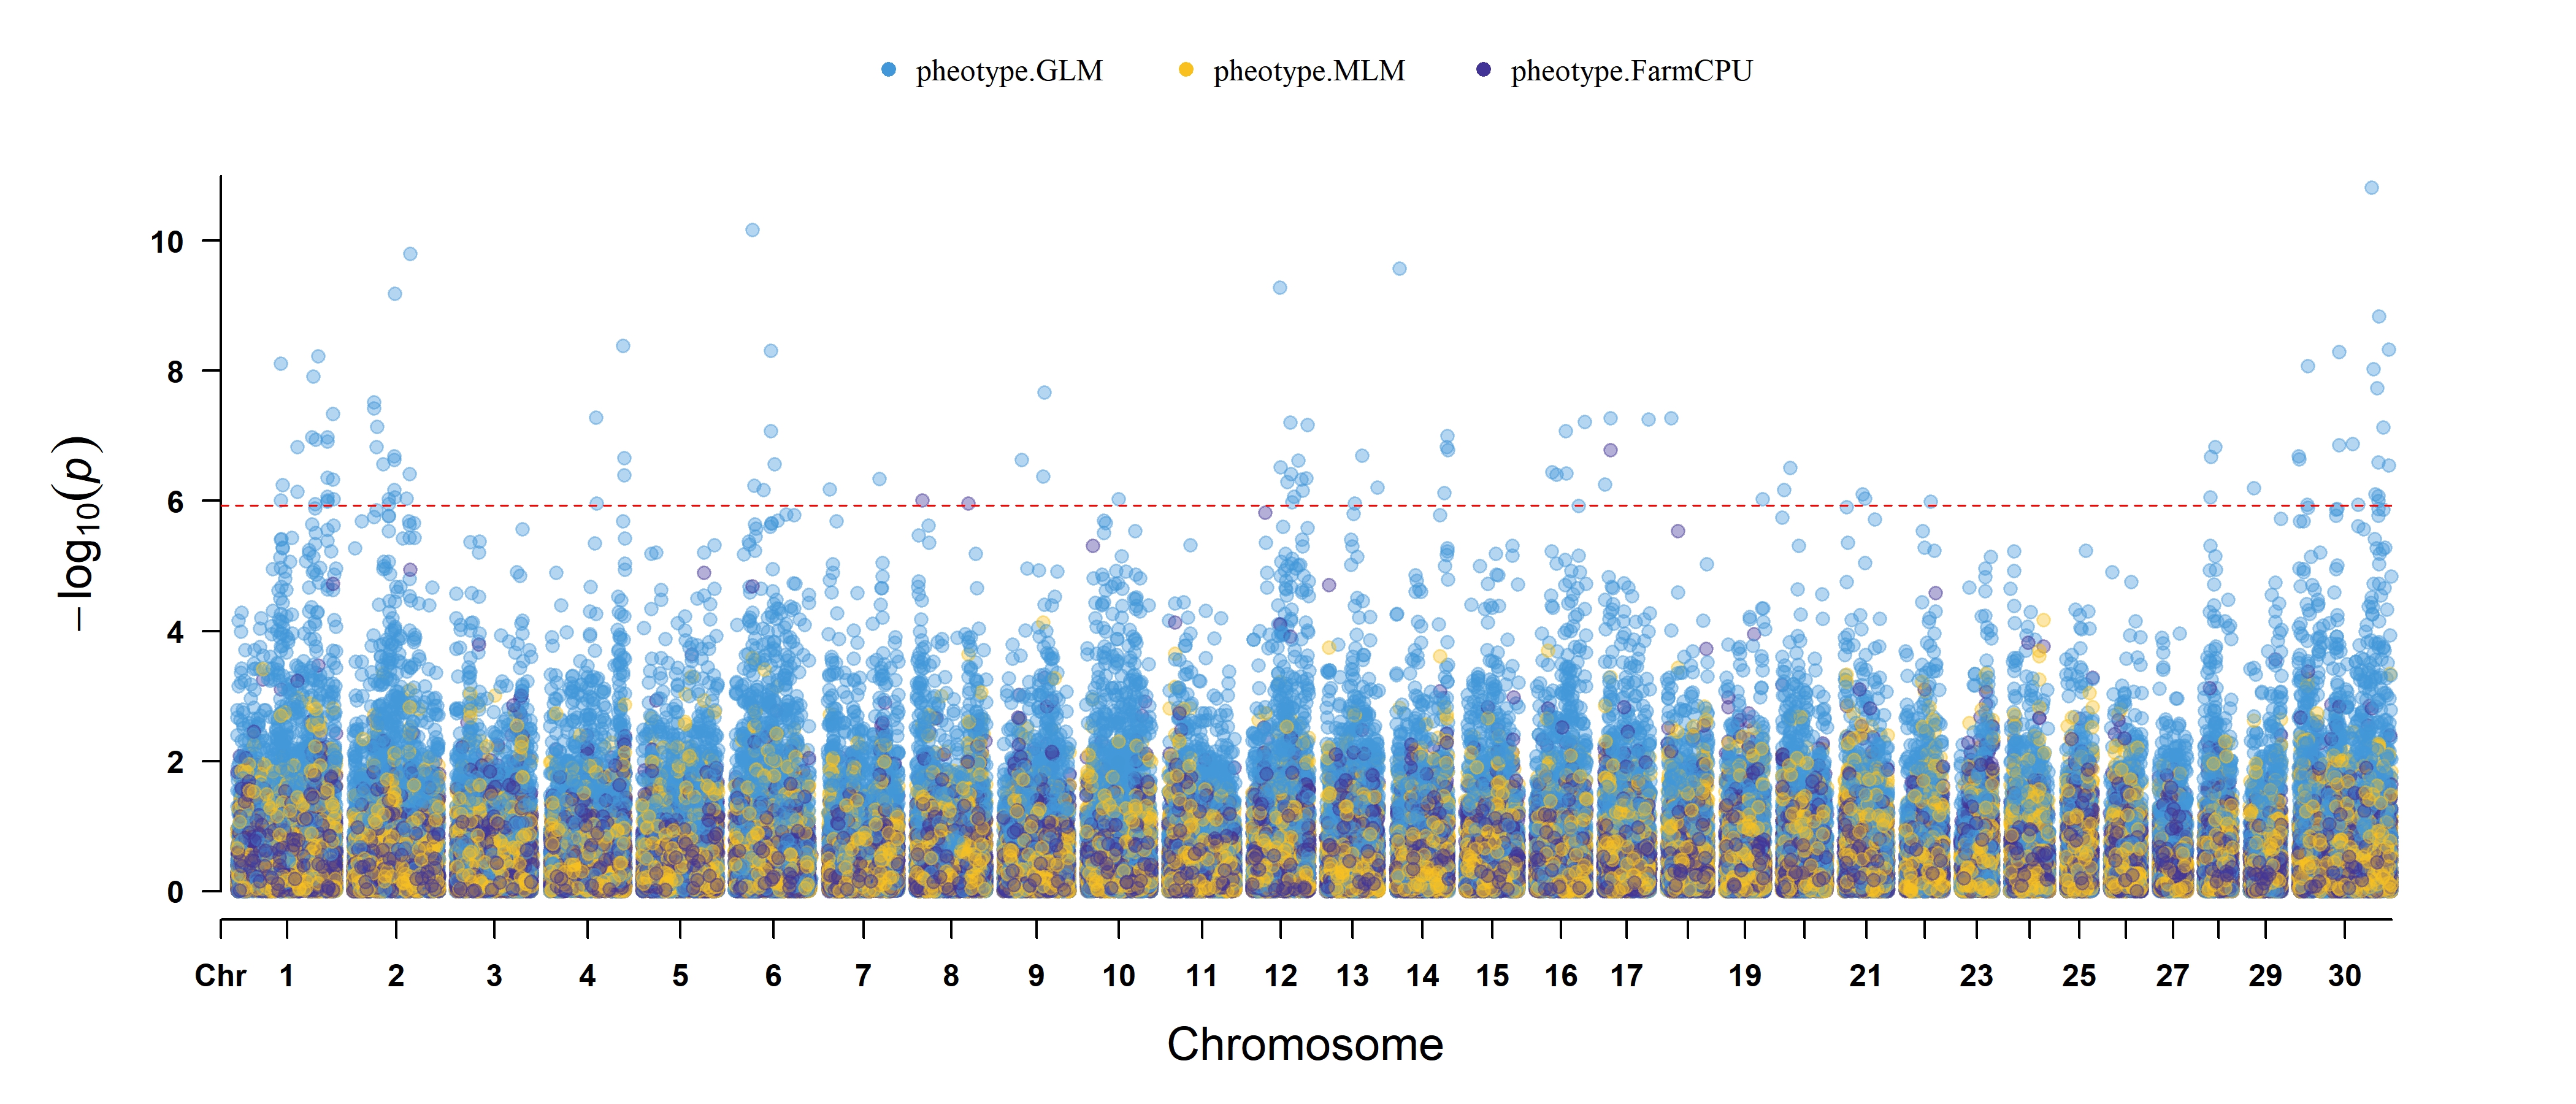 pheotype.GLM pheotype.MLM pheotype.FarmCPU
10
8
6
4
2
0
−log10(p)
Chr 1 2 3 4 5 6 7 8 9 10 11 12 13 14 15 16 17 19 21 23 25 27 29 30
Chromosome